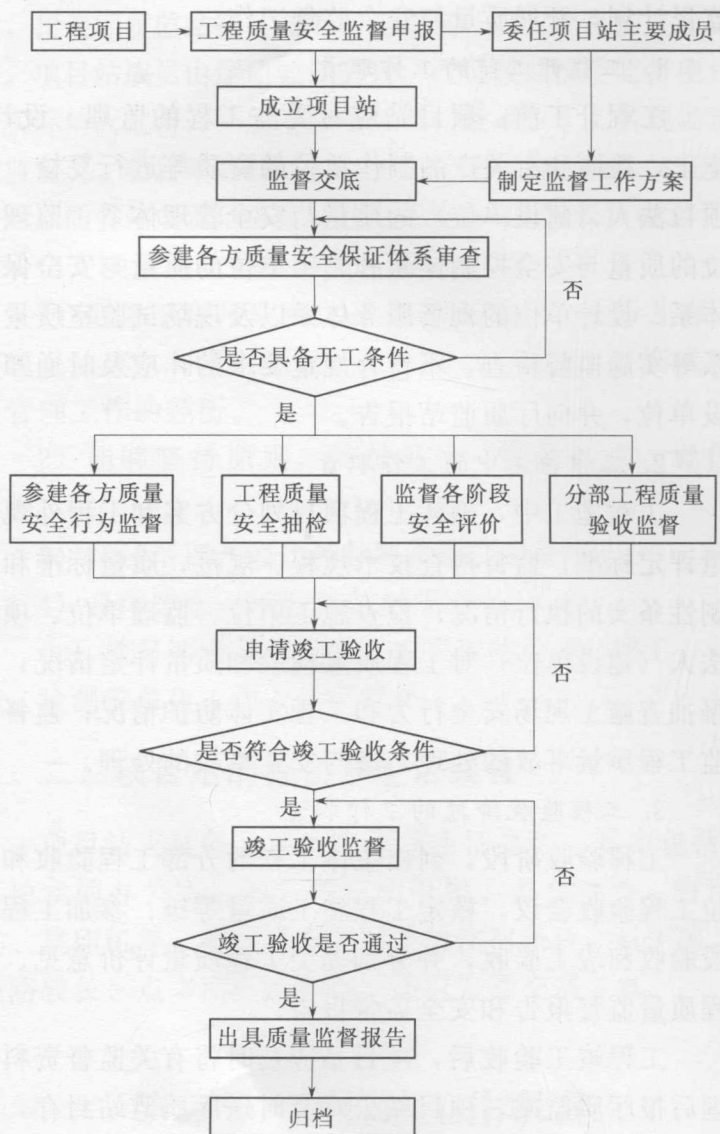 工程项目
工程质量安全监督申报
委任项目站主要成员
成立项目站
监督交底
制定监督工作方案
参建各方质量安全保证体系审查
否
是否具备开工条件
是
参建各方质量
安全行为监督
工程质量
安全抽检
监督各阶段
安全评价
分部工程质量
验收监督
申请竣工验收
否
是否符合竣工验收条件
是
竣工验收监督
否
竣工验收是否通过
是
出具质量监督报告
归档